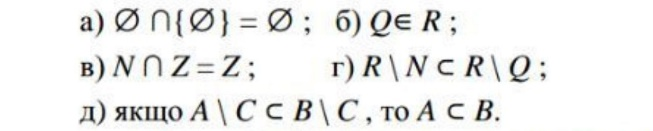 а) ∅ ∩{∅} = ∅ ; б) Q∈ R ;
в) N ∩ Z= Z ; г) R \ N ⊂ R \ Q ;
д) якщо A \ C ⊂ B \ C , то A ⊂ B.